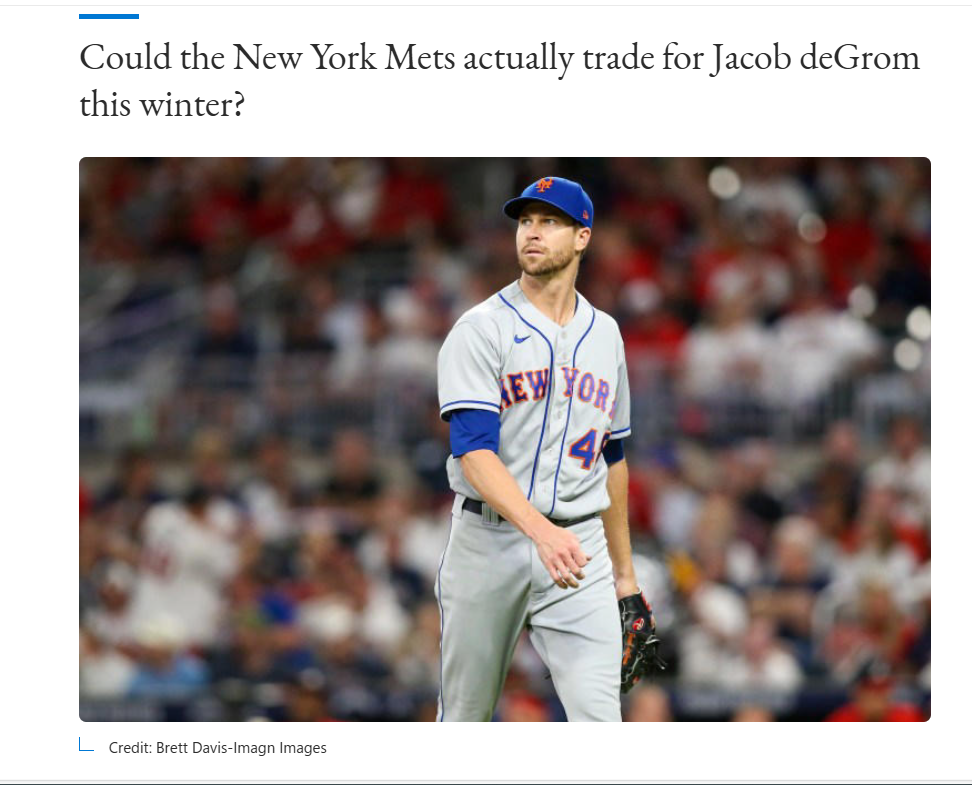 Could the New York Mets actually trade for Jacob deGrom
this winter?
NEW YORK
48
Credit: Brett Davis-Imagn Images